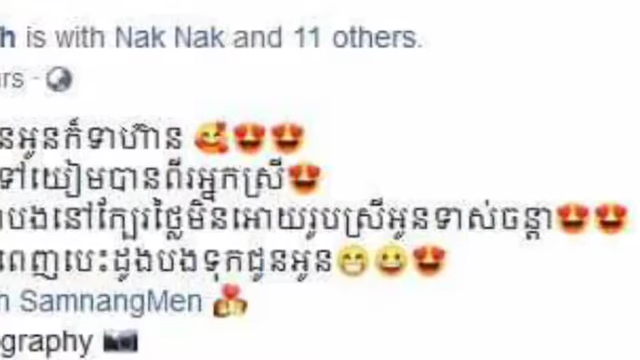 h is with Nak Nak and 11 others.
rs ·
នអូនក៏ទាហ៊ាន 🥰😍😍
ទៅយៀមបានពីរអ្នកស្រី😍
បងនៅក្បែរថ្លៃមិនអោយរូបស្រីអូនទាស់ចន្តា😍😍
ពេញបេះដូងបងទុកជូនអូន😁😀😍
h SamnangMen 💏
graphy 📸